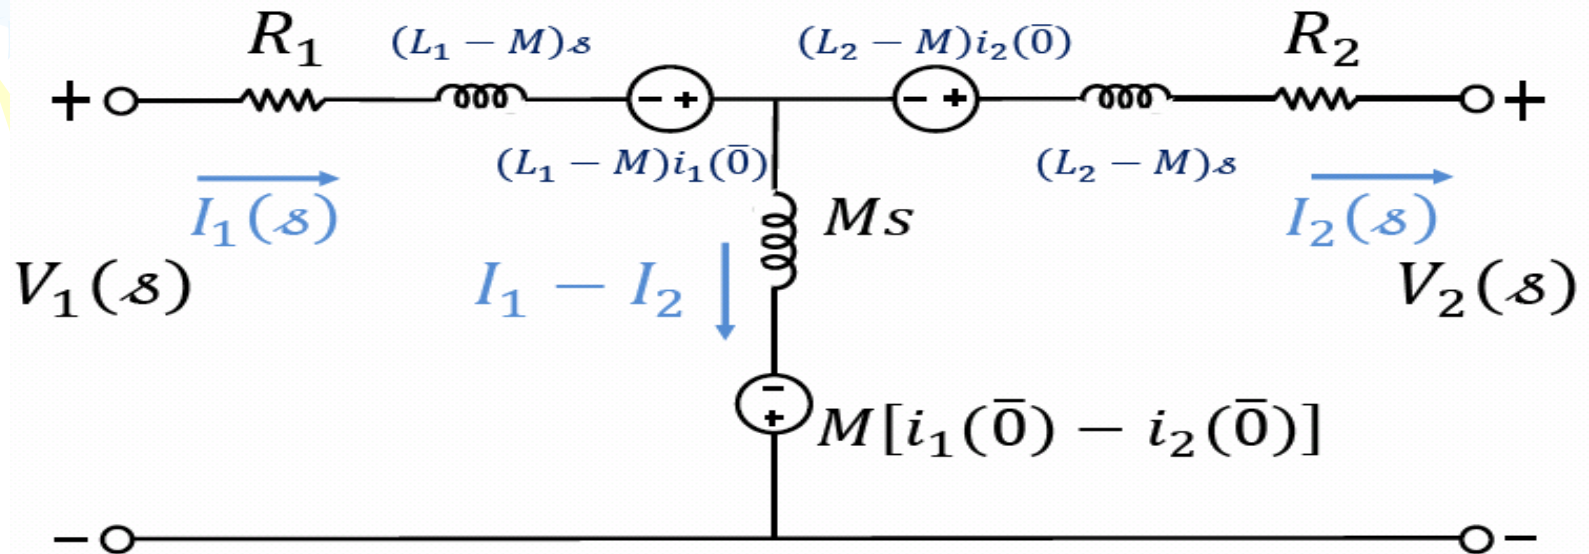 R₁ (L₁ − M)𝓈 (L₂ − M)i₂(0̅) R₂
+ − + − + +
(L₁ − M)i₁(0̅) (L₂ − M)𝓈
I₁(𝓈) Ms I₂(𝓈)
V₁(𝓈) I₁ − I₂ V₂(𝓈)
−
+ M[i₁(0̅) − i₂(0̅)]
− −